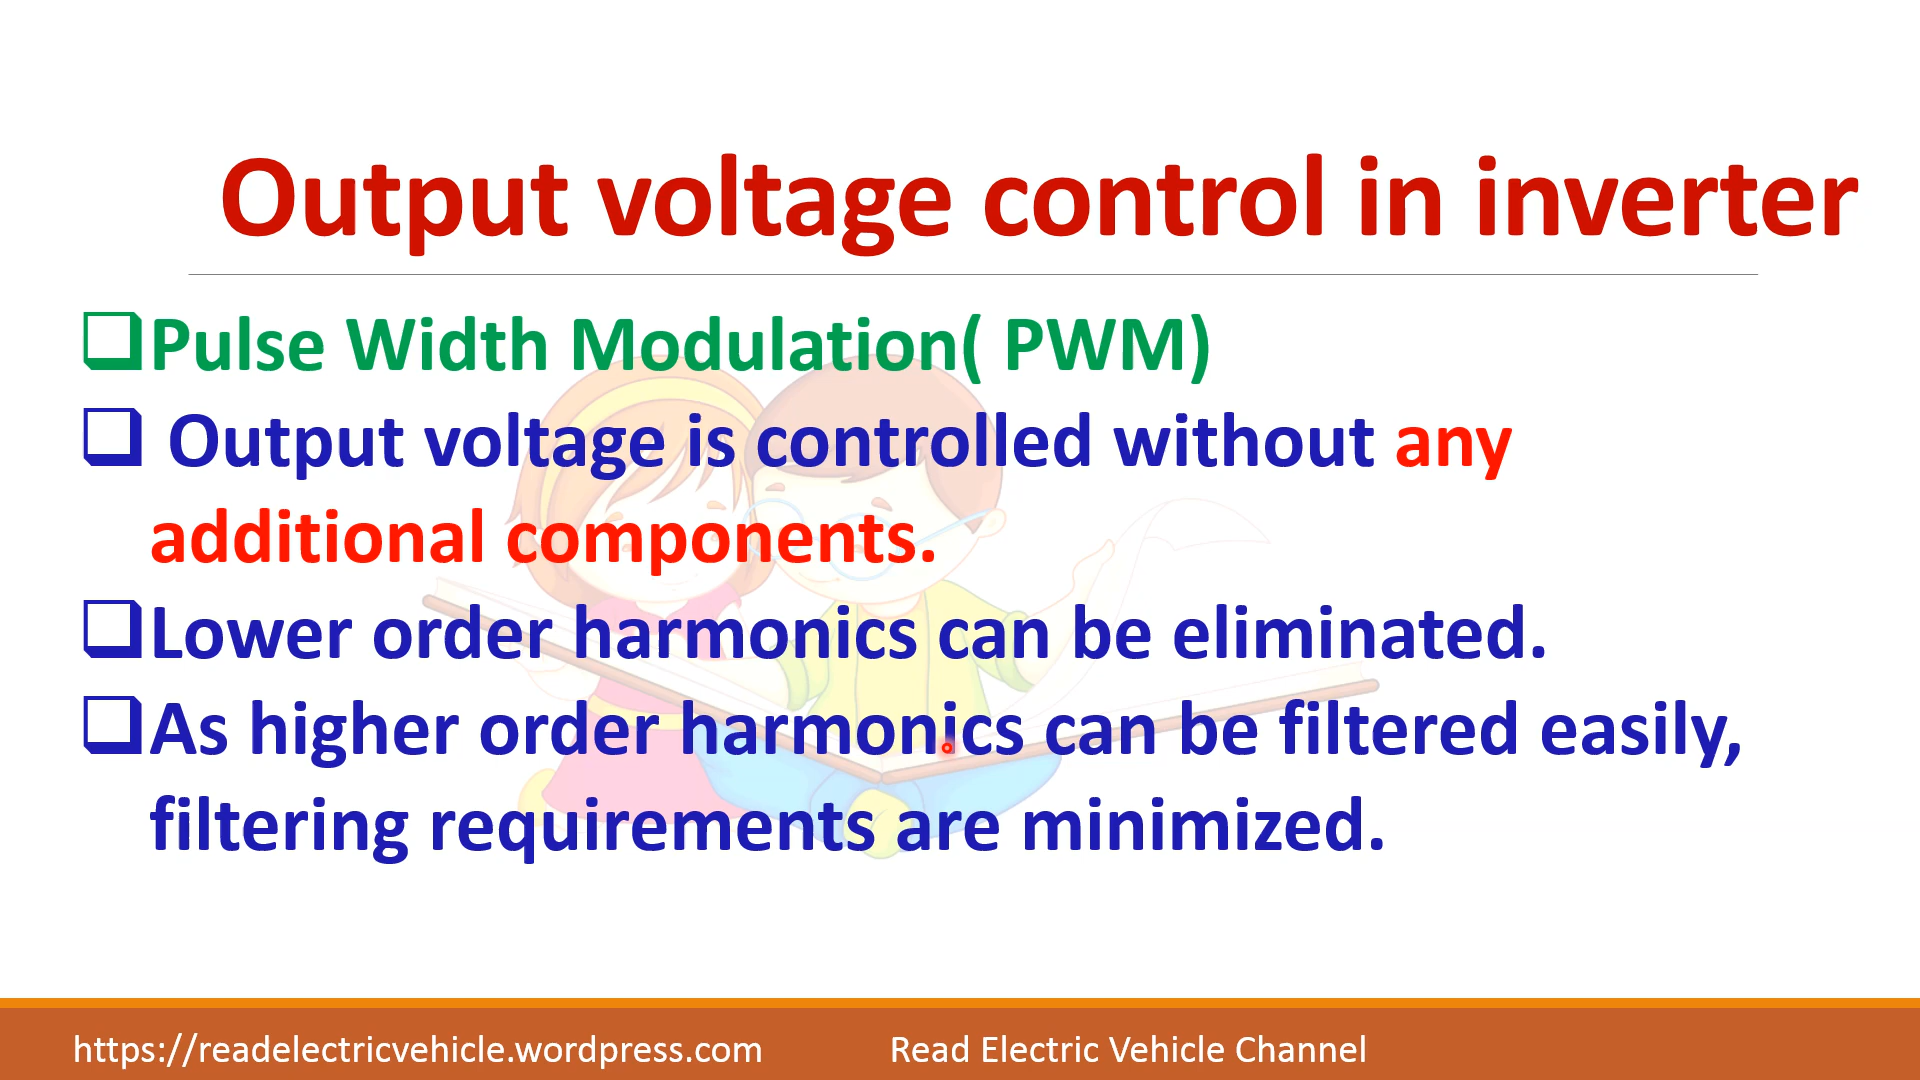 Output voltage control in inverter
Pulse Width Modulation( PWM)
Output voltage is controlled without any
additional components.
Lower order harmonics can be eliminated.
As higher order harmonics can be filtered easily,
filtering requirements are minimized.
https://readelectricvehicle.wordpress.com
Read Electric Vehicle Channel